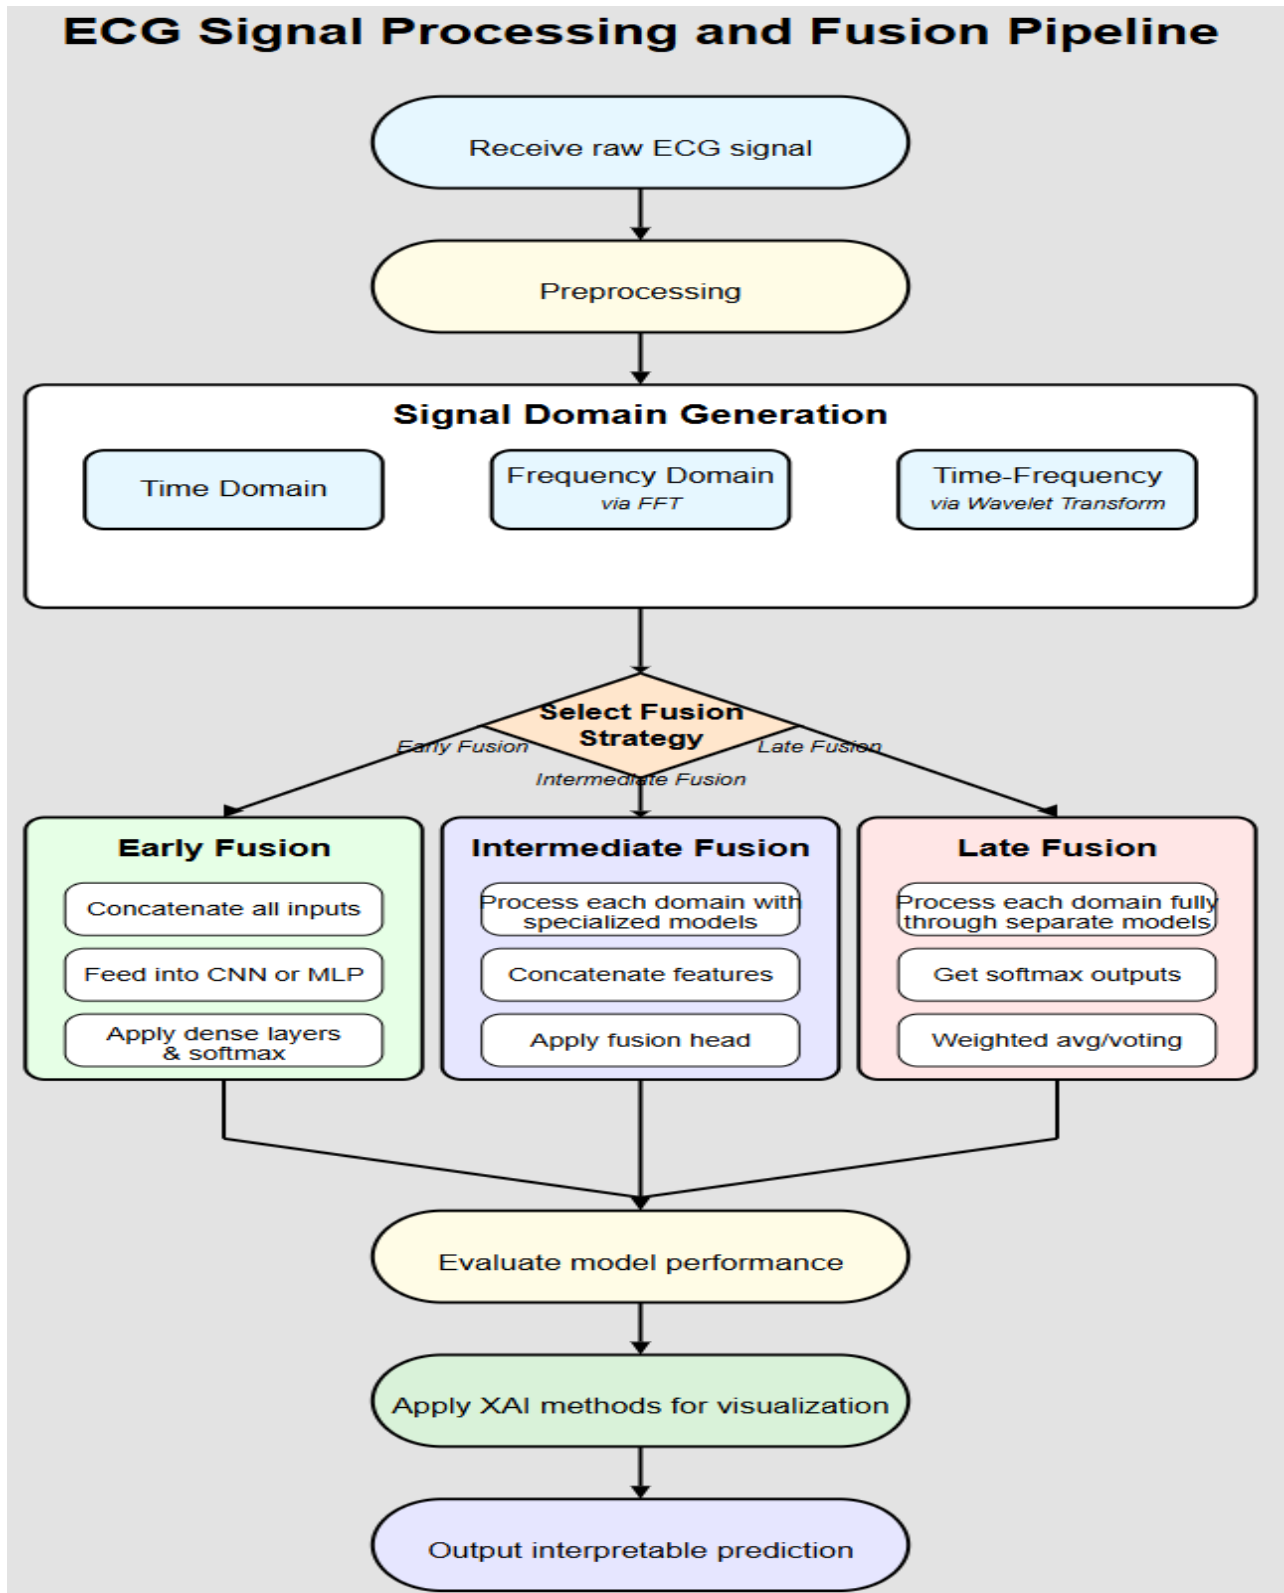 ECG Signal Processing and Fusion Pipeline
Receive raw ECG signal
Preprocessing
Signal Domain Generation
Time Domain
Frequency Domain
via FFT
Time-Frequency
via Wavelet Transform
Select Fusion
Strategy
Early Fusion
Intermediate Fusion
Late Fusion
Early Fusion
Concatenate all inputs
Feed into CNN or MLP
Apply dense layers
& softmax
Intermediate Fusion
Process each domain with
specialized models
Concatenate features
Apply fusion head
Late Fusion
Process each domain fully
through separate models
Get softmax outputs
Weighted avg/voting
Evaluate model performance
Apply XAI methods for visualization
Output interpretable prediction